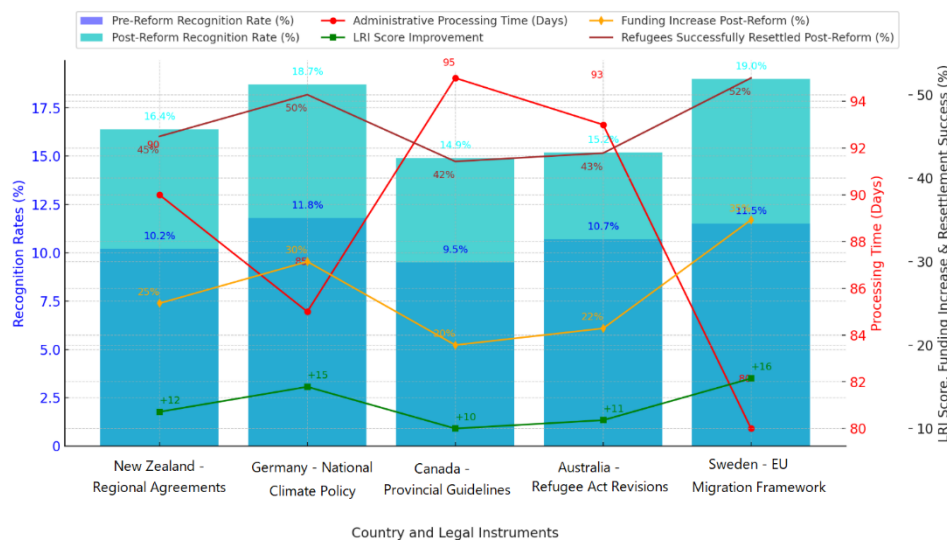 Pre-Reform Recognition Rate (%)
Post-Reform Recognition Rate (%)
Administrative Processing Time (Days)
LRI Score Improvement
Funding Increase Post-Reform (%)
Refugees Successfully Resettled Post-Reform (%)
Recognition Rates (%)
17.5
15.0
12.5
10.0
7.5
5.0
2.5
0
16.4%
45%
90
10.2%
25%
+12
18.7%
50%
11.8%
30%
85
+15
95
14.9%
42%
9.5%
20%
+10
93
15.2%
43%
10.7%
22%
+11
19.0%
52%
11.5%
+16
94
92
90
88
86
84
82
80
Processing Time (Days)
50
40
30
20
10
LRI Score, Funding Increase & Resettlement Success (%)
New Zealand -
Regional Agreements
Germany - National
Climate Policy
Canada -
Provincial Guidelines
Australia -
Refugee Act Revisions
Sweden - EU
Migration Framework
Country and Legal Instruments